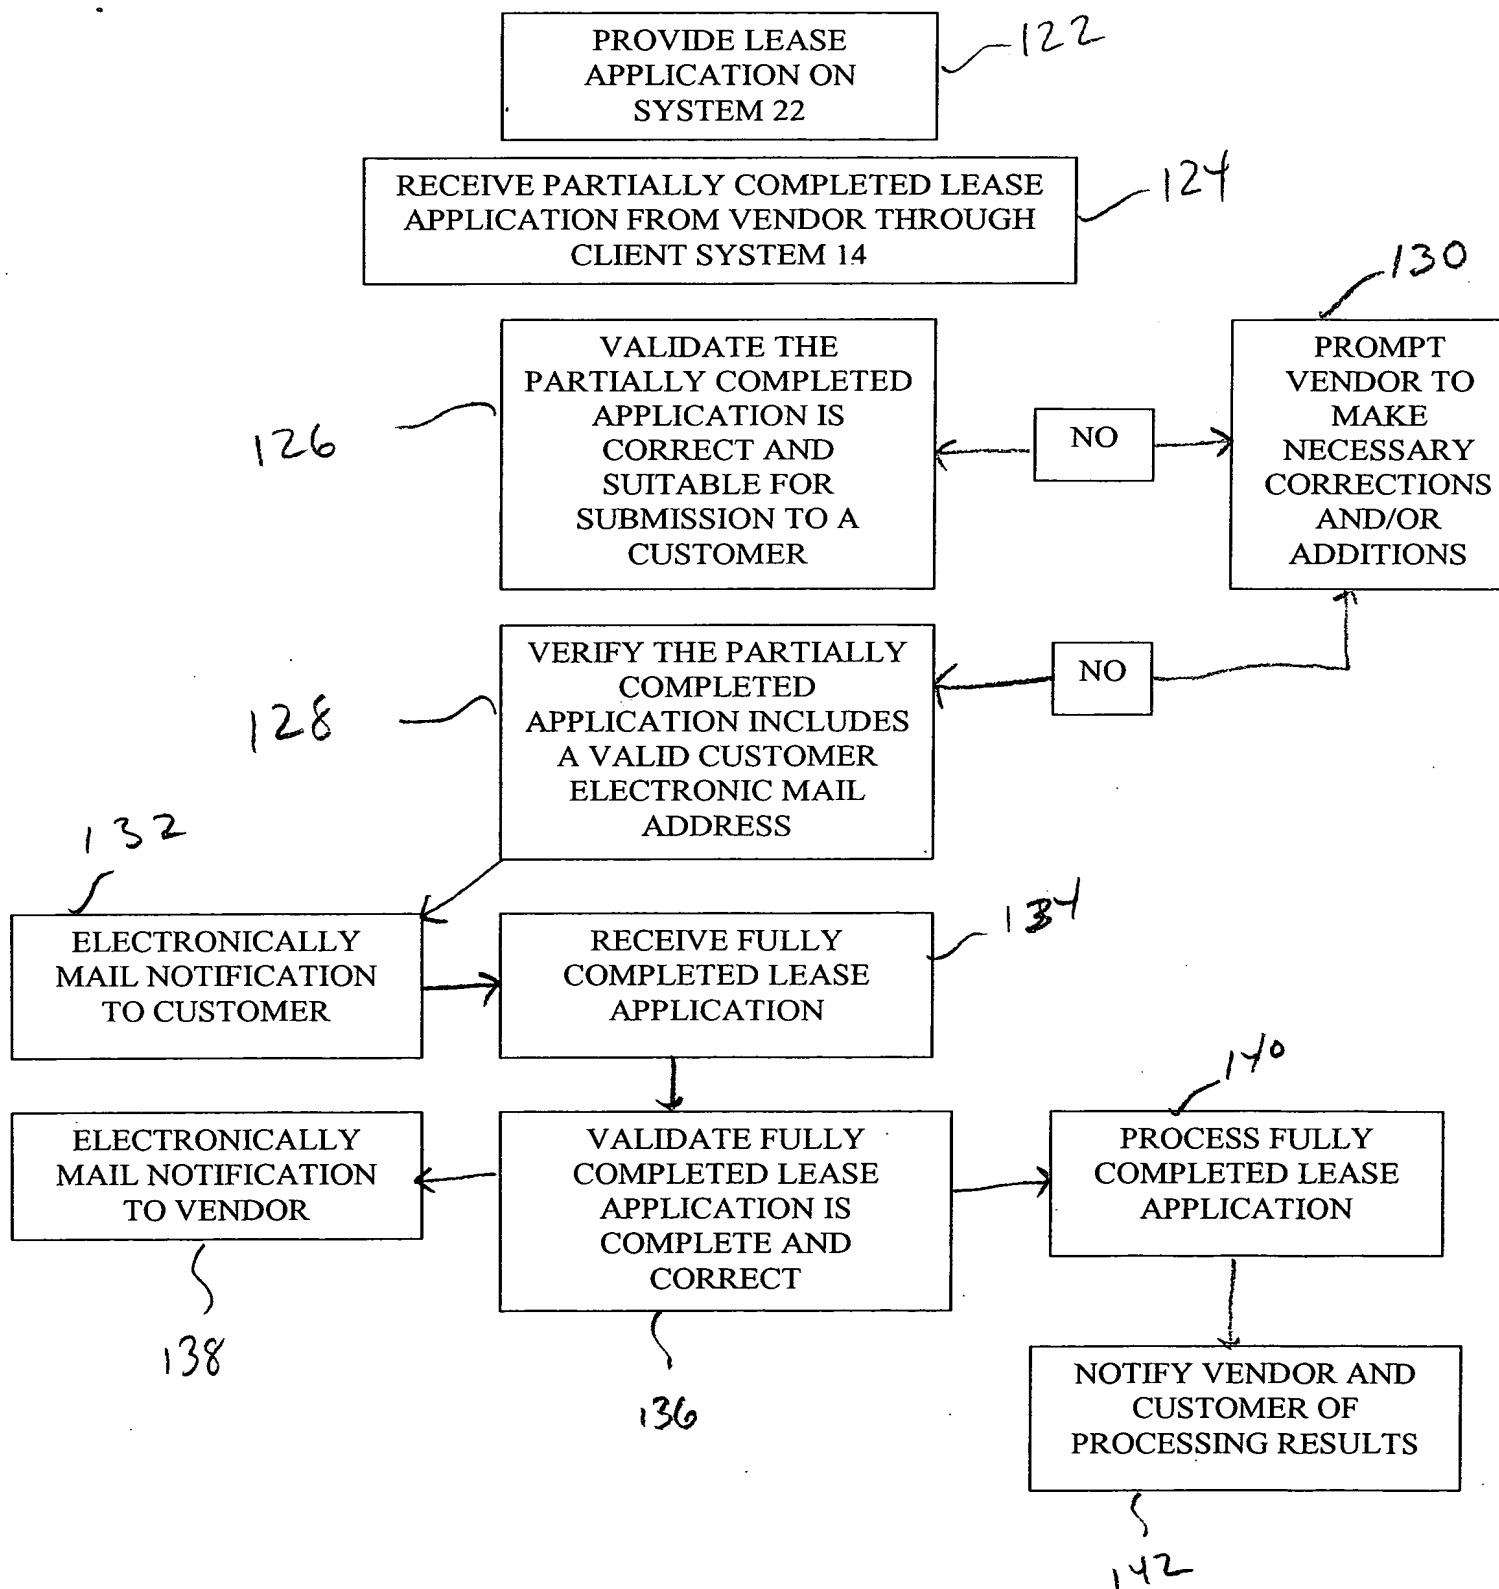 PROVIDE LEASE
APPLICATION ON
SYSTEM 22
122
RECEIVE PARTIALLY COMPLETED LEASE
APPLICATION FROM VENDOR THROUGH
CLIENT SYSTEM 14
124
126
VALIDATE THE
PARTIALLY COMPLETED
APPLICATION IS
CORRECT AND
SUITABLE FOR
SUBMISSION TO A
CUSTOMER
NO
130
PROMPT
VENDOR TO
MAKE
NECESSARY
CORRECTIONS
AND/OR
ADDITIONS
128
VERIFY THE PARTIALLY
COMPLETED
APPLICATION INCLUDES
A VALID CUSTOMER
ELECTRONIC MAIL
ADDRESS
NO
132
ELECTRONICALLY
MAIL NOTIFICATION
TO CUSTOMER
RECEIVE FULLY
COMPLETED LEASE
APPLICATION
134
ELECTRONICALLY
MAIL NOTIFICATION
TO VENDOR
138
VALIDATE FULLY
COMPLETED LEASE
APPLICATION IS
COMPLETE AND
CORRECT
136
140
PROCESS FULLY
COMPLETED LEASE
APPLICATION
NOTIFY VENDOR AND
CUSTOMER OF
PROCESSING RESULTS
142